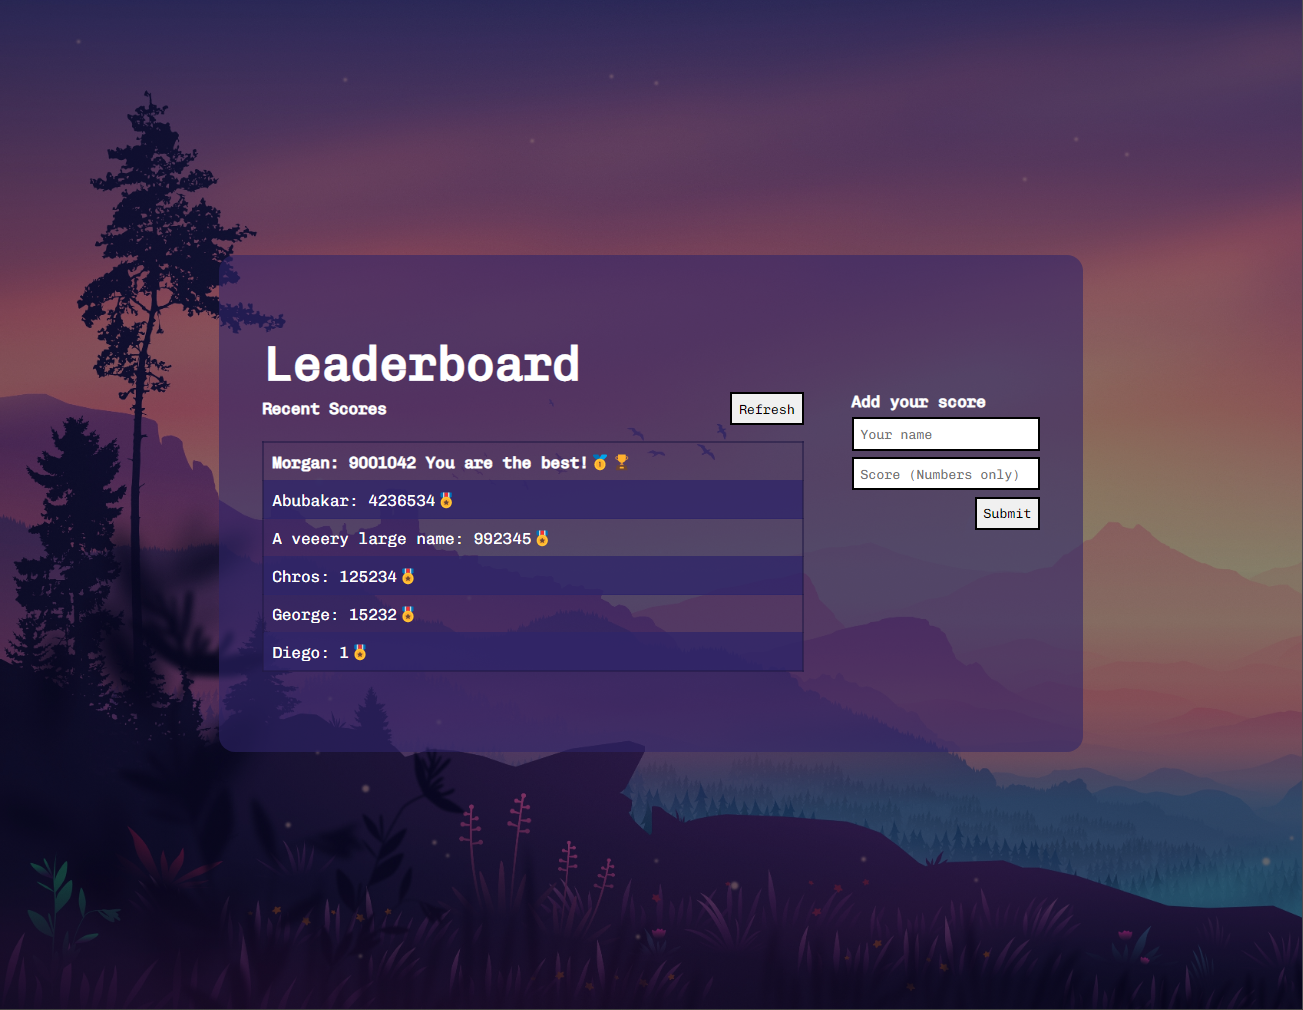 Leaderboard
Recent Scores
Refresh
Morgan: 9001042 You are the best!🥇🏆
Abubakar: 4236534🏅
A veeery large name: 992345🏅
Chros: 125234🏅
George: 15232🏅
Diego: 1🏅
Add your score
Your name
Score (Numbers only)
Submit